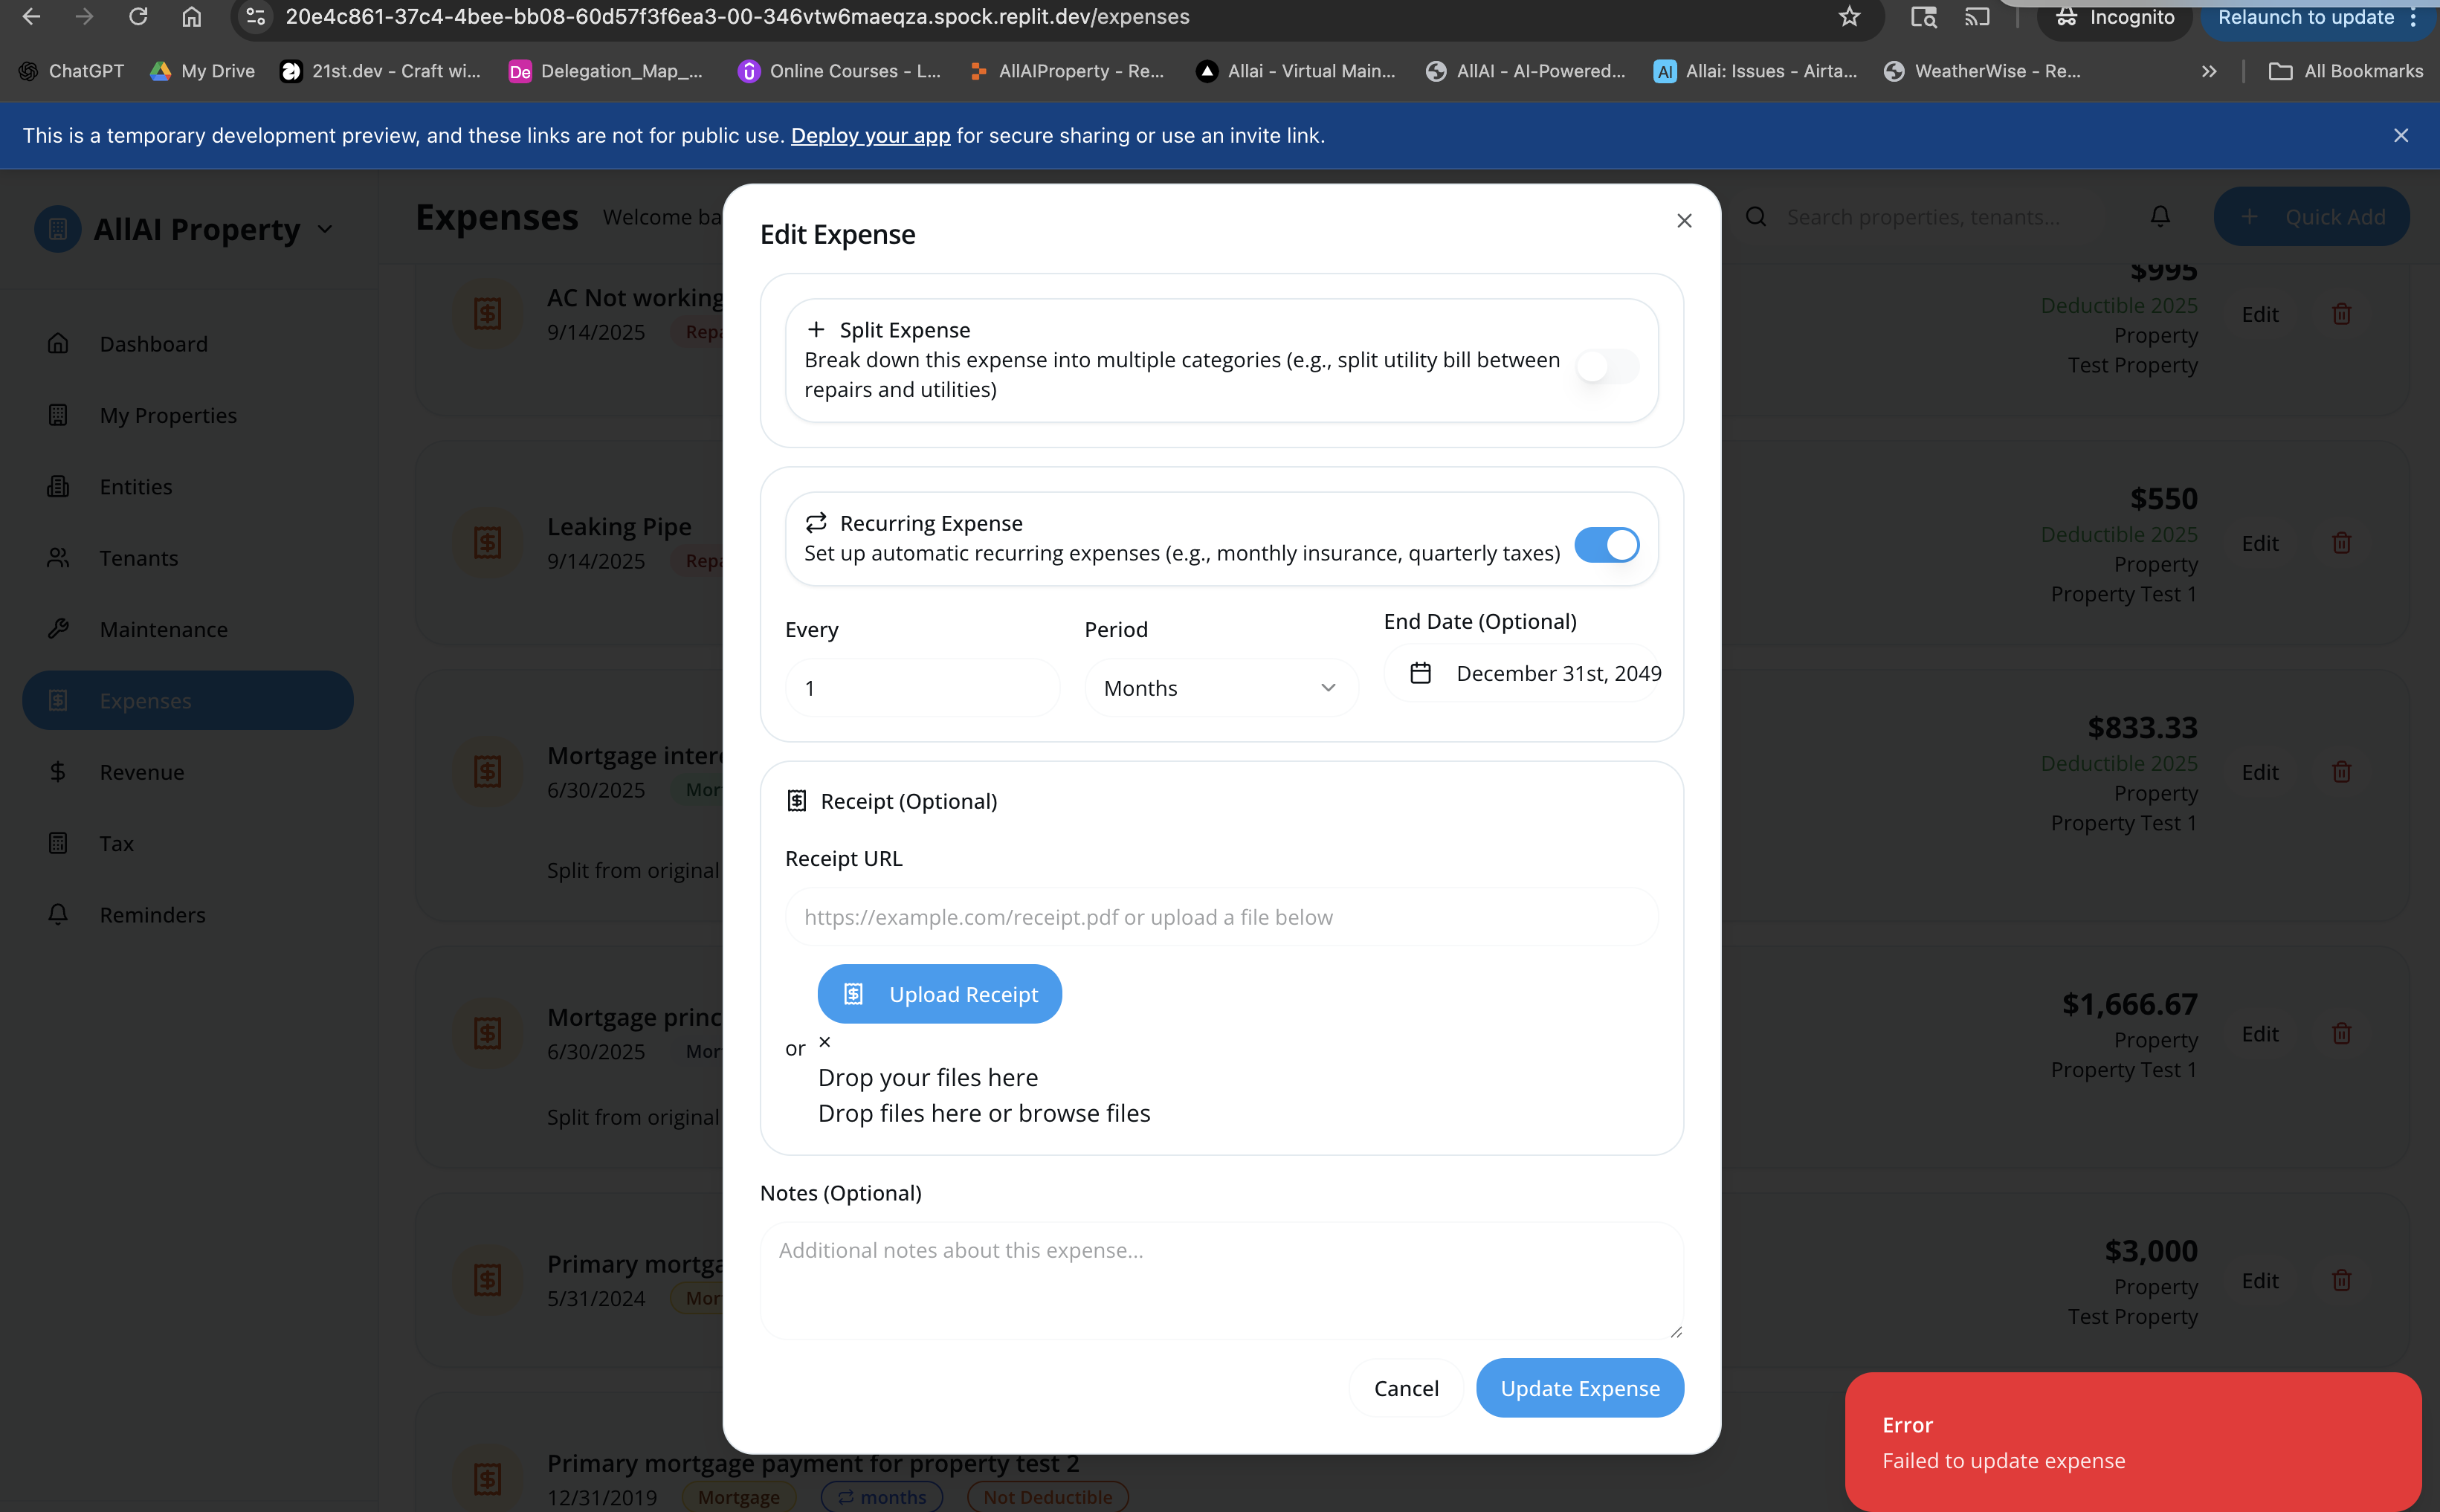 20e4c861-37c4-4bee-bb08-60d57f3f6ea3-00-346vtw6maeqza.spock.replit.dev/expenses
Incognito
Relaunch to update
ChatGPT
My Drive
21st.dev - Craft wi...
De
Delegation_Map_...
Online Courses - L...
AllAIProperty - Re...
Allai - Virtual Main...
AllAI - AI-Powered...
AI
Allai: Issues - Airta...
WeatherWise - Re...
All Bookmarks
This is a temporary development preview, and these links are not for public use. Deploy your app for secure sharing or use an invite link.
AllAI Property
Dashboard
My Properties
Entities
Tenants
Maintenance
Expenses
Revenue
Tax
Reminders
Expenses
Welcome ba
Search properties, tenants...
Quick Add
AC Not working
9/14/2025
Repa
$995
Deductible 2025
Property
Test Property
Edit
Leaking Pipe
9/14/2025
Repa
$550
Deductible 2025
Property
Property Test 1
Edit
Mortgage intere
6/30/2025
Mor
Split from original
$833.33
Deductible 2025
Property
Property Test 1
Edit
Mortgage princ
6/30/2025
Mor
Split from original
$1,666.67
Property
Property Test 1
Edit
Primary mortga
5/31/2024
Mor
$3,000
Property
Test Property
Edit
Primary mortgage payment for property test 2
12/31/2019
Mortgage
months
Not Deductible
Edit Expense
Split Expense
Break down this expense into multiple categories (e.g., split utility bill between
repairs and utilities)
Recurring Expense
Set up automatic recurring expenses (e.g., monthly insurance, quarterly taxes)
Every
1
Period
Months
End Date (Optional)
December 31st, 2049
Receipt (Optional)
Receipt URL
https://example.com/receipt.pdf or upload a file below
Upload Receipt
or
Drop your files here
Drop files here or browse files
Notes (Optional)
Additional notes about this expense...
Cancel
Update Expense
Error
Failed to update expense